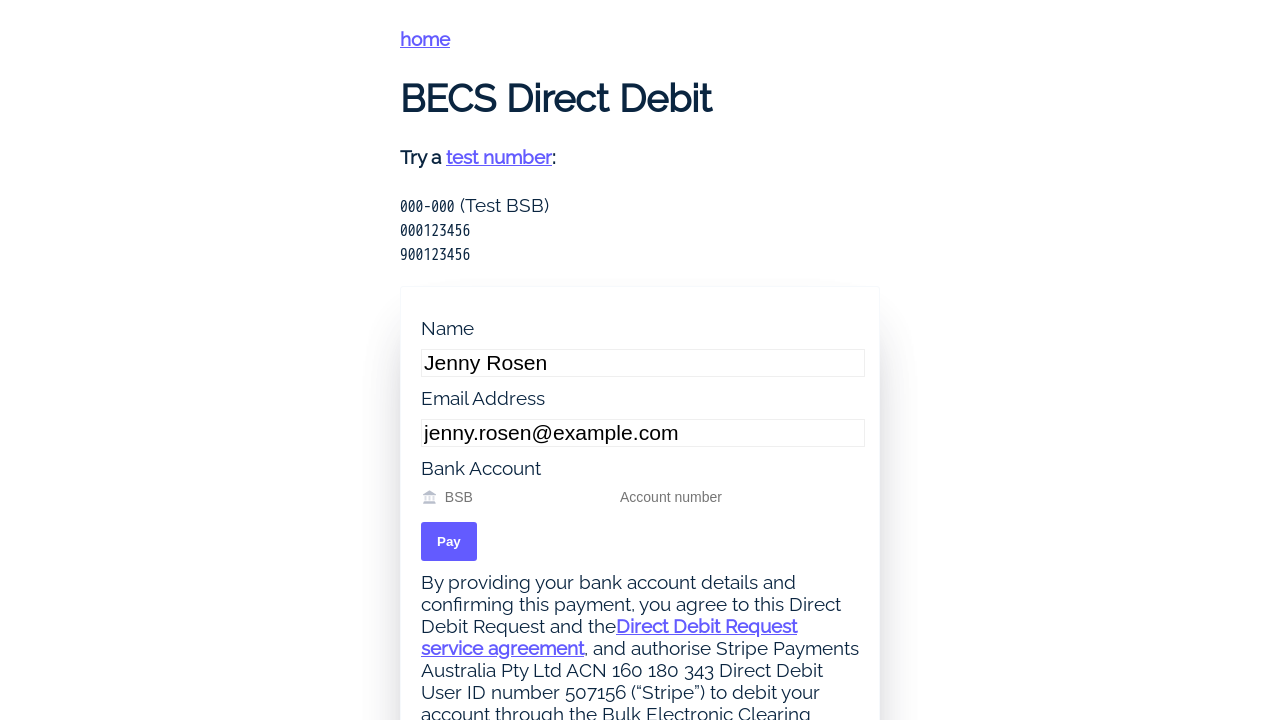 home
BECS Direct Debit
Try a test number:
000-000 (Test BSB)
000123456
900123456
Name
Jenny Rosen
Email Address
jenny.rosen@example.com
Bank Account
BSB Account number
Pay
By providing your bank account details and
confirming this payment, you agree to this Direct
Debit Request and theDirect Debit Request
service agreement, and authorise Stripe Payments
Australia Pty Ltd ACN 160 180 343 Direct Debit
User ID number 507156 (“Stripe”) to debit your
account through the Bulk Electronic Clearing